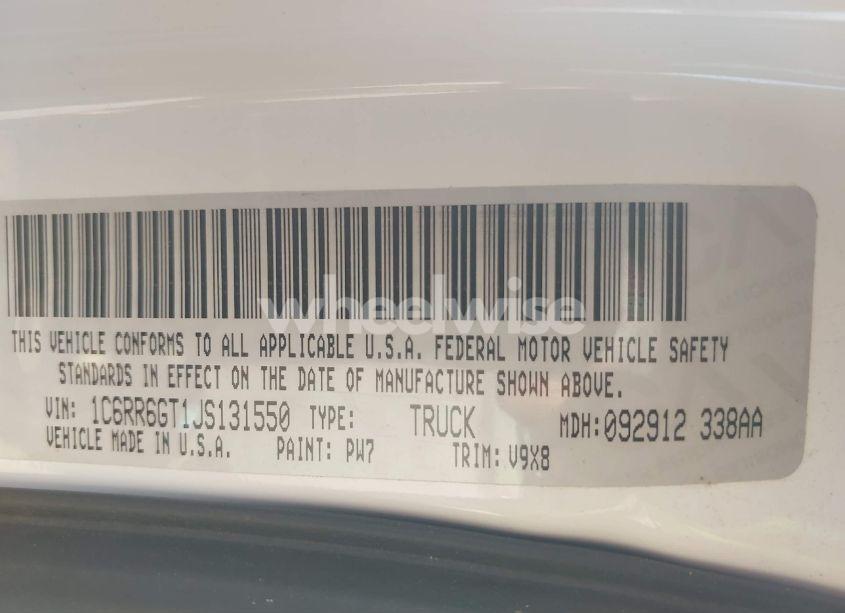 wheelwise
THIS VEHICLE CONFORMS TO ALL APPLICABLE U.S.A. FEDERAL MOTOR VEHICLE SAFETY
STANDARDS IN EFFECT ON THE DATE OF MANUFACTURE SHOWN ABOVE.
VIN: 1C6RR6GT1JS131550 TYPE: TRUCK MDH:092912 338AA
VEHICLE MADE IN U.S.A. PAINT: PW7 TRIM: V9X8